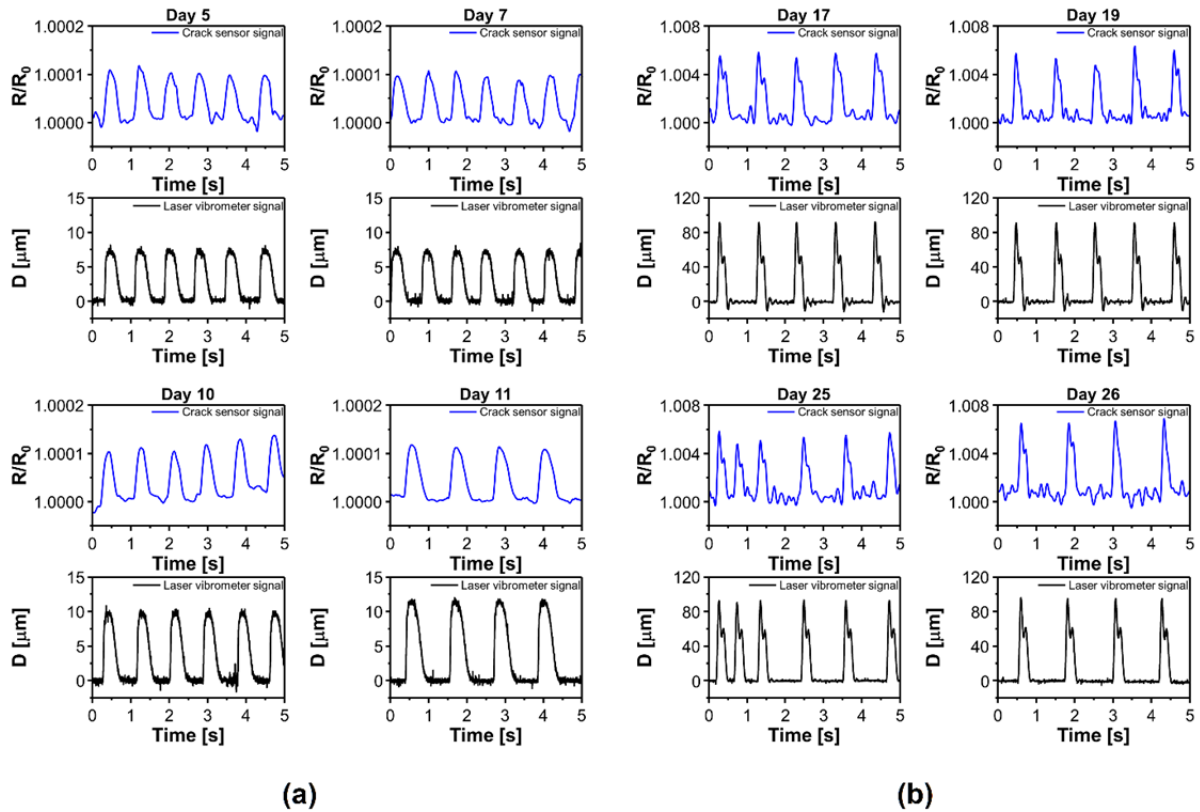 Day 5
Crack sensor signal
R/R0
1.0002
1.0001
1.0000
0 1 2 3 4 5
Time [s]
Laser vibrometer signal
D [μm]
15
10
5
0
0 1 2 3 4 5
Time [s]
Day 7
Crack sensor signal
R/R0
1.0002
1.0001
1.0000
0 1 2 3 4 5
Time [s]
Laser vibrometer signal
D [μm]
15
10
5
0
0 1 2 3 4 5
Time [s]
Day 10
Crack sensor signal
R/R0
1.0002
1.0001
1.0000
0 1 2 3 4 5
Time [s]
Laser vibrometer signal
D [μm]
15
10
5
0
0 1 2 3 4 5
Time [s]
Day 11
Crack sensor signal
R/R0
1.0002
1.0001
1.0000
0 1 2 3 4 5
Time [s]
Laser vibrometer signal
D [μm]
15
10
5
0
0 1 2 3 4 5
Time [s]
(a)
Day 17
Crack sensor signal
R/R0
1.008
1.004
1.000
0 1 2 3 4 5
Time [s]
Laser vibrometer signal
D [μm]
120
80
40
0
0 1 2 3 4 5
Time [s]
Day 19
Crack sensor signal
R/R0
1.008
1.004
1.000
0 1 2 3 4 5
Time [s]
Laser vibrometer signal
D [μm]
120
80
40
0
0 1 2 3 4 5
Time [s]
Day 25
Crack sensor signal
R/R0
1.008
1.004
1.000
0 1 2 3 4 5
Time [s]
Laser vibrometer signal
D [μm]
120
80
40
0
0 1 2 3 4 5
Time [s]
Day 26
Crack sensor signal
R/R0
1.008
1.004
1.000
0 1 2 3 4 5
Time [s]
Laser vibrometer signal
D [μm]
120
80
40
0
0 1 2 3 4 5
Time [s]
(b)